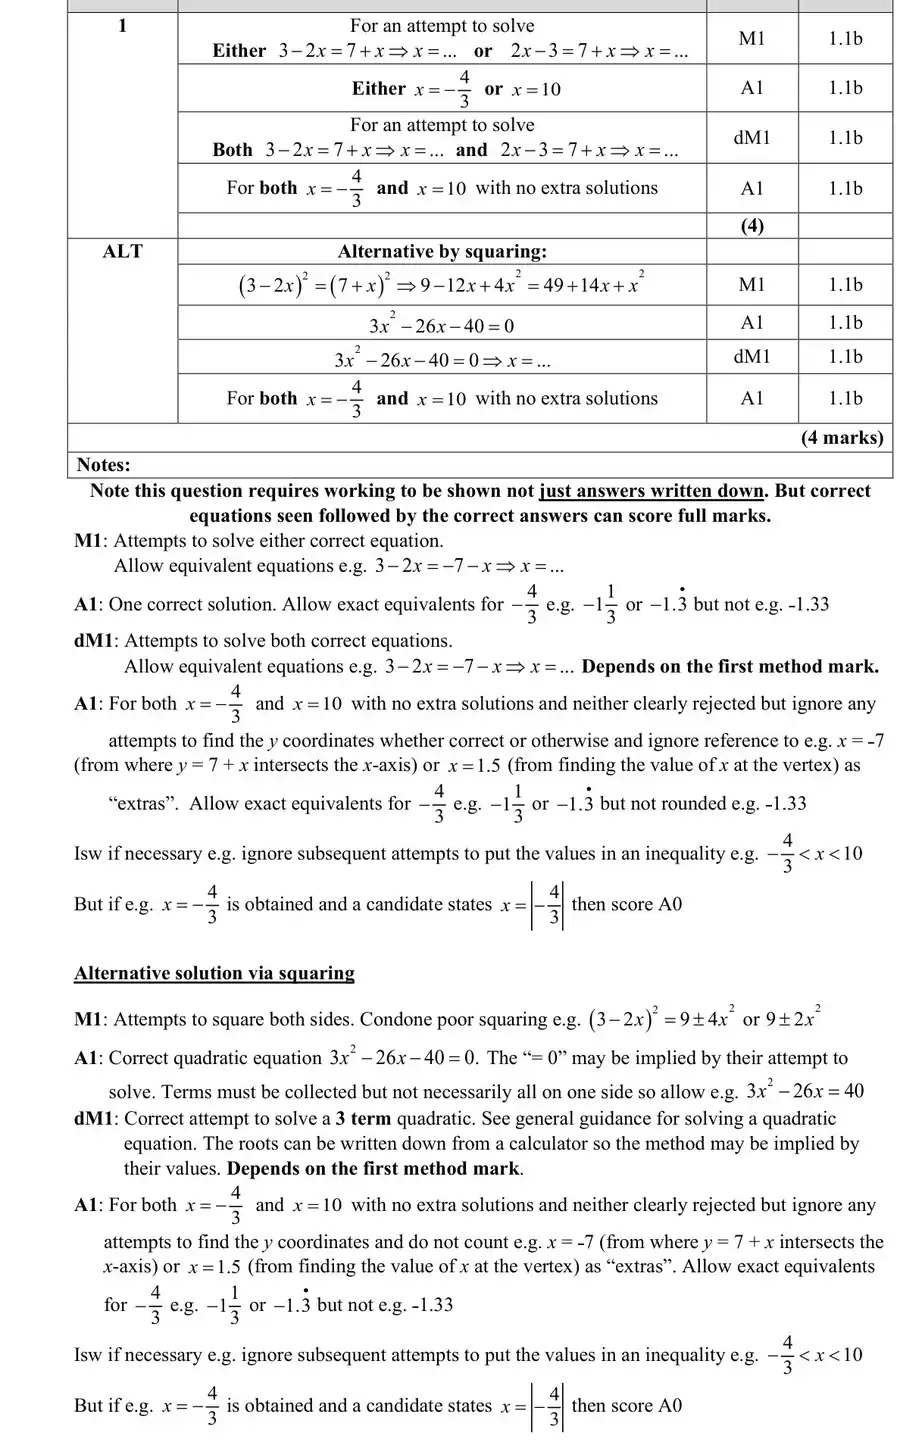 1
For an attempt to solve
Either 3 − 2x = 7 + x ⇒ x = ... or 2x − 3 = 7 + x ⇒ x = ...
M1
1.1b
Either x = −4/3 or x = 10
A1
1.1b
For an attempt to solve
Both 3 − 2x = 7 + x ⇒ x = ... and 2x − 3 = 7 + x ⇒ x = ...
dM1
1.1b
For both x = −4/3 and x = 10 with no extra solutions
A1
1.1b
(4)
ALT
Alternative by squaring:
(3 − 2x)² = (7 + x)² ⇒ 9 − 12x + 4x² = 49 + 14x + x²
M1
1.1b
3x² − 26x − 40 = 0
A1
1.1b
3x² − 26x − 40 = 0 ⇒ x = ...
dM1
1.1b
For both x = −4/3 and x = 10 with no extra solutions
A1
1.1b
(4 marks)
Notes:
Note this question requires working to be shown not just answers written down. But correct
equations seen followed by the correct answers can score full marks.
M1: Attempts to solve either correct equation.
Allow equivalent equations e.g. 3 − 2x = −7 − x ⇒ x = ...
A1: One correct solution. Allow exact equivalents for −4/3 e.g. −1 1/3 or −1.3̇ but not e.g. -1.33
dM1: Attempts to solve both correct equations.
Allow equivalent equations e.g. 3 − 2x = −7 − x ⇒ x = ... Depends on the first method mark.
A1: For both x = −4/3 and x = 10 with no extra solutions and neither clearly rejected but ignore any
attempts to find the y coordinates whether correct or otherwise and ignore reference to e.g. x = -7
(from where y = 7 + x intersects the x-axis) or x = 1.5 (from finding the value of x at the vertex) as
“extras”. Allow exact equivalents for −4/3 e.g. −1 1/3 or −1.3̇ but not rounded e.g. -1.33
Isw if necessary e.g. ignore subsequent attempts to put the values in an inequality e.g. −4/3 < x < 10
But if e.g. x = −4/3 is obtained and a candidate states x = |−4/3| then score A0
Alternative solution via squaring
M1: Attempts to square both sides. Condone poor squaring e.g. (3 − 2x)² = 9 ± 4x² or 9 ± 2x²
A1: Correct quadratic equation 3x² − 26x − 40 = 0. The “= 0” may be implied by their attempt to
solve. Terms must be collected but not necessarily all on one side so allow e.g. 3x² − 26x = 40
dM1: Correct attempt to solve a 3 term quadratic. See general guidance for solving a quadratic
equation. The roots can be written down from a calculator so the method may be implied by
their values. Depends on the first method mark.
A1: For both x = −4/3 and x = 10 with no extra solutions and neither clearly rejected but ignore any
attempts to find the y coordinates and do not count e.g. x = -7 (from where y = 7 + x intersects the
x-axis) or x = 1.5 (from finding the value of x at the vertex) as “extras”. Allow exact equivalents
for −4/3 e.g. −1 1/3 or −1.3̇ but not e.g. -1.33
Isw if necessary e.g. ignore subsequent attempts to put the values in an inequality e.g. −4/3 < x < 10
But if e.g. x = −4/3 is obtained and a candidate states x = |−4/3| then score A0